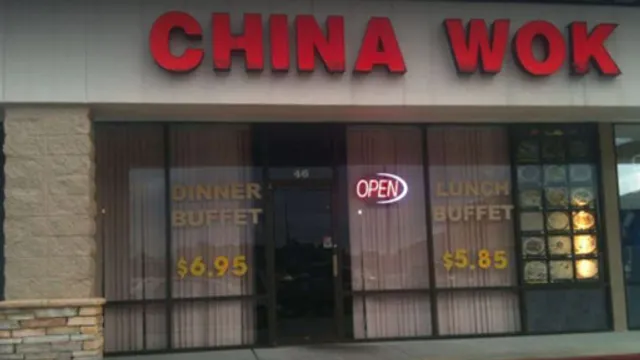 CHINA WOK
46
DINNER
BUFFET
$6.95
OPEN
LUNCH
BUFFET
$5.85